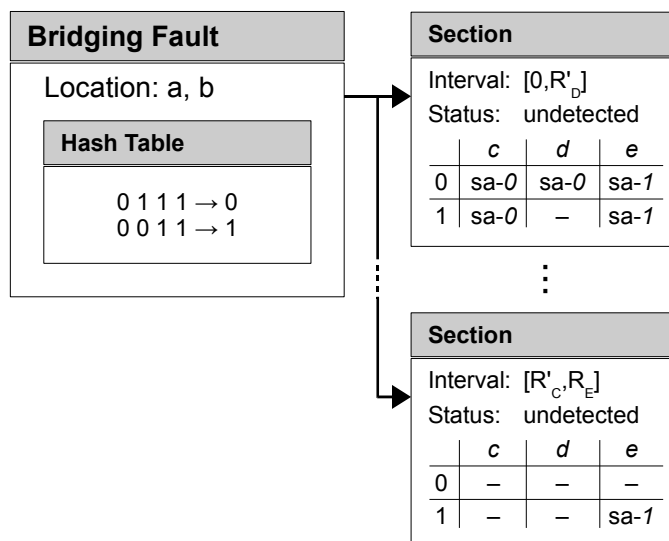 Bridging Fault
Location: a, b
Hash Table
0 1 1 1 → 0
0 0 1 1 → 1
Section
Interval: [0,R'D]
Status: undetected
c d e
0 sa-0 sa-0 sa-1
1 sa-0 – sa-1
⋮
Section
Interval: [R'C,RE]
Status: undetected
c d e
0 – – –
1 – – sa-1